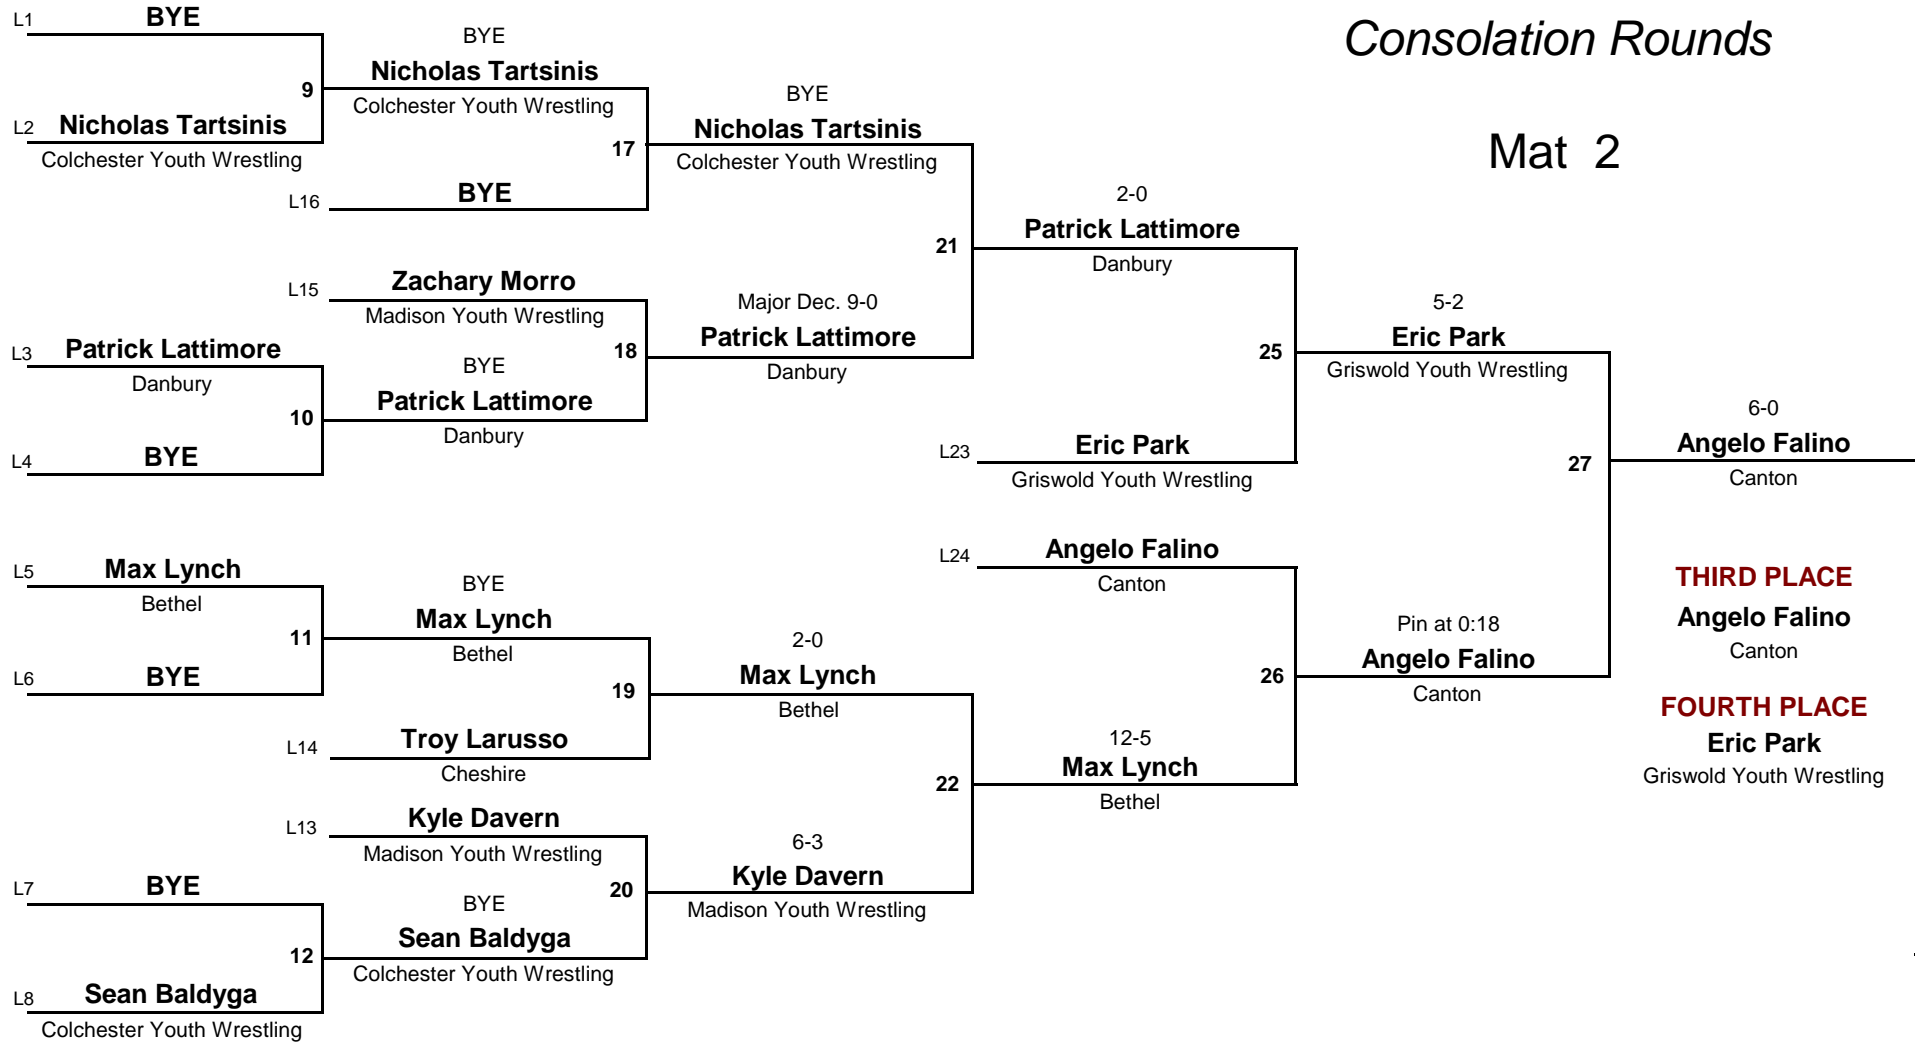 Consolation Rounds
Mat 2
L1
BYE
9
L2
Nicholas Tartsinis
Colchester Youth Wrestling
BYE
Nicholas Tartsinis
Colchester Youth Wrestling
17
L16
BYE
BYE
Nicholas Tartsinis
Colchester Youth Wrestling
21
L15
Zachary Morro
Madison Youth Wrestling
18
L3
Patrick Lattimore
Danbury
10
L4
BYE
BYE
Patrick Lattimore
Danbury
Major Dec. 9-0
Patrick Lattimore
Danbury
2-0
Patrick Lattimore
Danbury
25
L23
Eric Park
Griswold Youth Wrestling
5-2
Eric Park
Griswold Youth Wrestling
27
6-0
Angelo Falino
Canton
L5
Max Lynch
Bethel
11
L6
BYE
BYE
Max Lynch
Bethel
19
L14
Troy Larusso
Cheshire
2-0
Max Lynch
Bethel
22
L13
Kyle Davern
Madison Youth Wrestling
20
L7
BYE
12
L8
Sean Baldyga
Colchester Youth Wrestling
BYE
Sean Baldyga
Colchester Youth Wrestling
6-3
Kyle Davern
Madison Youth Wrestling
L24
Angelo Falino
Canton
26
12-5
Max Lynch
Bethel
Pin at 0:18
Angelo Falino
Canton
THIRD PLACE
Angelo Falino
Canton
FOURTH PLACE
Eric Park
Griswold Youth Wrestling